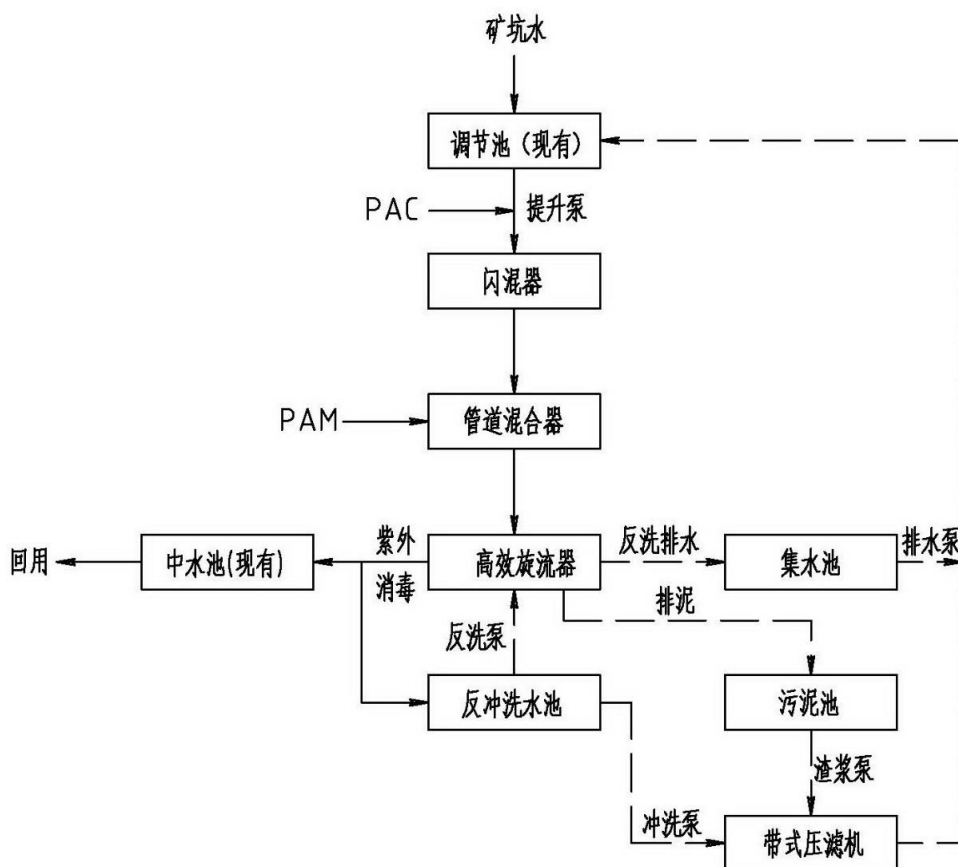 矿坑水
调节池（现有）
PAC
提升泵
闪混器
PAM
管道混合器
回用
中水池(现有)
紫外
消毒
高效旋流器
反洗排水
集水池
排水泵
排泥
反洗泵
反冲洗水池
污泥池
渣浆泵
冲洗泵
带式压滤机